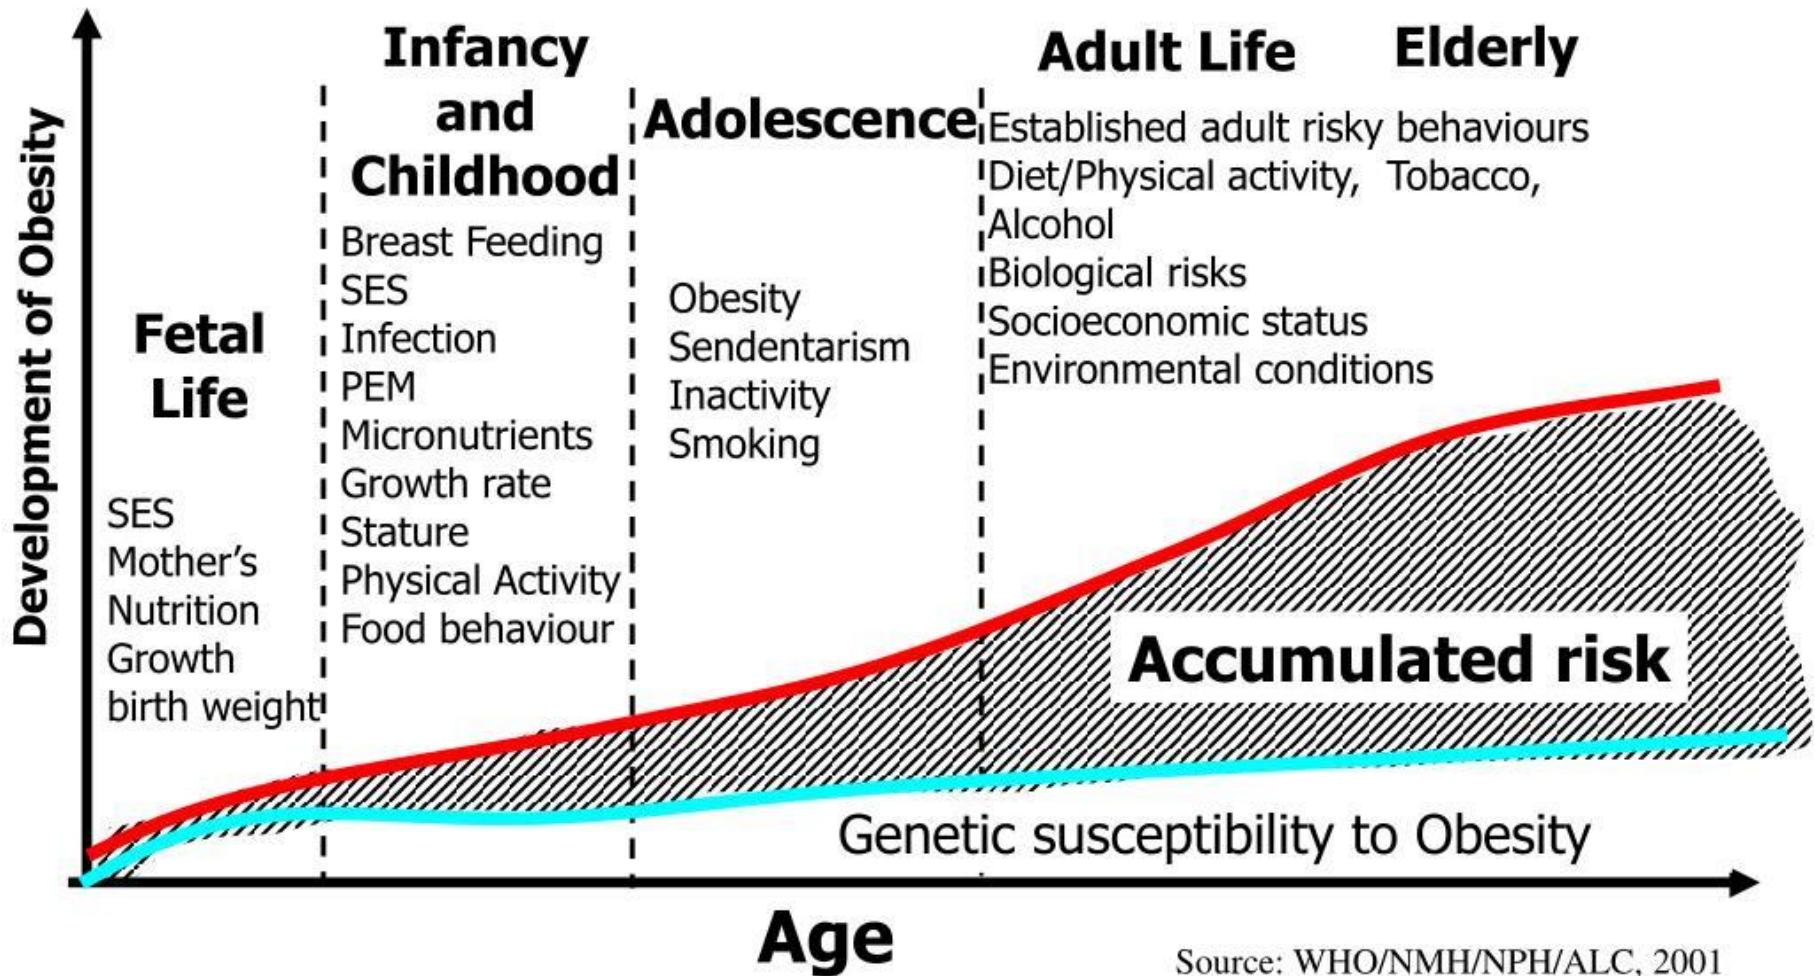 Development of Obesity
Fetal
Life
SES
Mother’s
Nutrition
Growth
birth weight
Infancy
and
Childhood
Breast Feeding
SES
Infection
PEM
Micronutrients
Growth rate
Stature
Physical Activity
Food behaviour
Adolescence
Obesity
Sendentarism
Inactivity
Smoking
Adult Life Elderly
Established adult risky behaviours
Diet/Physical activity, Tobacco,
Alcohol
Biological risks
Socioeconomic status
Environmental conditions
Accumulated risk
Genetic susceptibility to Obesity
Age
Source: WHO/NMH/NPH/ALC, 2001